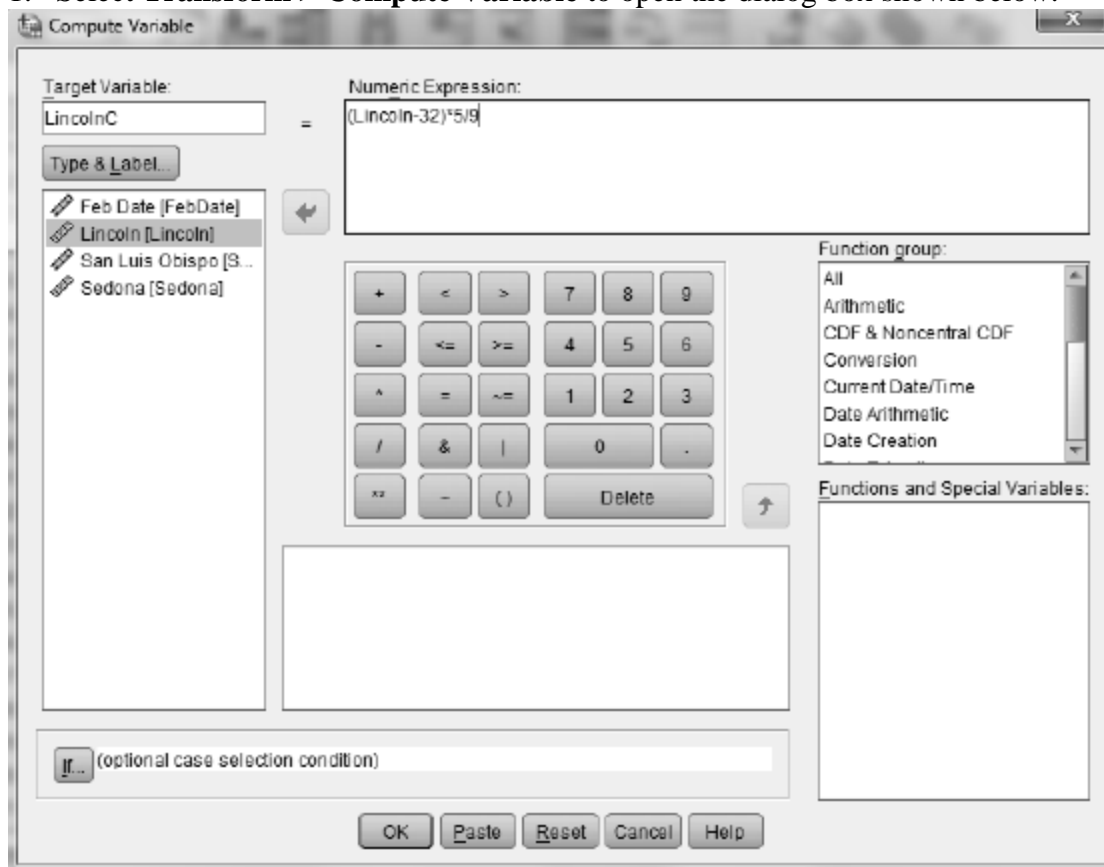 1. Select Transform> Compute Variable to open the dialog box shown below.
Compute Variable
x
Target Variable:
LincolnC
=
Numeric Expression:
(Lincoln-32)*5/9
Type & Label...
Feb Date [FebDate]
Lincoln [Lincoln]
San Luis Obispo [S...
Sedona [Sedona]
+ < > 7 8 9
- <= >= 4 5 6
^ = ~= 1 2 3
/ & | 0 .
~ ( ) Delete
Function group:
All
Arithmetic
CDF & Noncentral CDF
Conversion
Current Date/Time
Date Arithmetic
Date Creation
Functions and Special Variables:
If... (optional case selection condition)
OK Paste Reset Cancel Help